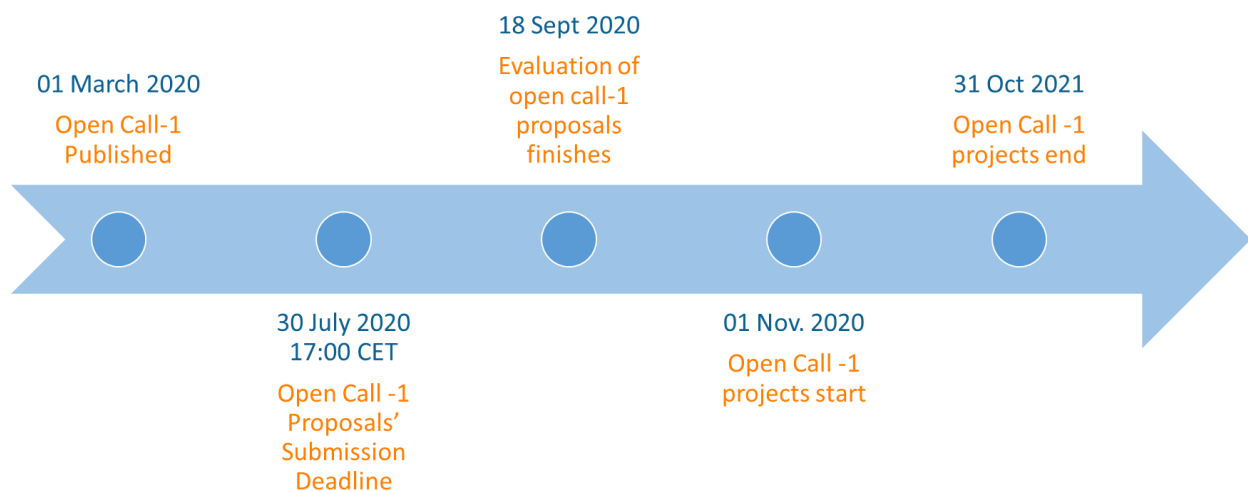 01 March 2020
Open Call-1
Published
30 July 2020
17:00 CET
Open Call -1
Proposals’
Submission
Deadline
18 Sept 2020
Evaluation of
open call-1
proposals
finishes
01 Nov. 2020
Open Call -1
projects start
31 Oct 2021
Open Call -1
projects end